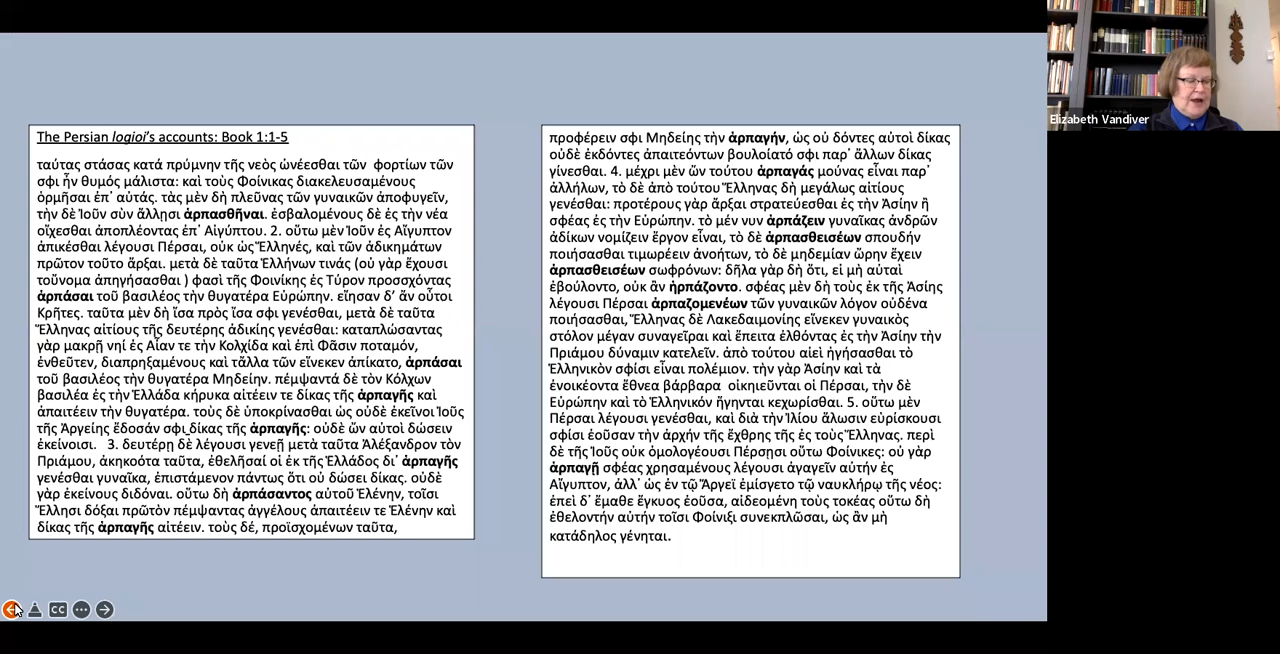 The Persian logioi's accounts: Book 1:1-5
ταύτας στάσας κατά πρύμνην τῆς νεὸς ὠνέεσθαι τῶν φορτίων τῶν
σφι ἦν θυμός μάλιστα: καὶ τοὺς Φοίνικας διακελευσαμένους
ὁρμῆσαι ἐπ᾽ αὐτάς. τὰς μὲν δὴ πλεῦνας τῶν γυναικῶν ἀποφυγεῖν,
τὴν δὲ Ἰοῦν σὺν ἄλλῃσι ἁρπασθῆναι. ἐσβαλομένους δὲ ἐς τὴν νέα
οἴχεσθαι ἀποπλέοντας ἐπ᾽ Αἰγύπτου. 2. οὕτω μὲν Ἰοῦν ἐς Αἴγυπτον
ἀπικέσθαι λέγουσι Πέρσαι, οὐκ ὡς Ἕλληνές, καὶ τῶν ἀδικημάτων
πρῶτον τοῦτο ἄρξαι. μετὰ δὲ ταῦτα Ἑλλήνων τινάς (οὐ γὰρ ἔχουσι
τοὔνομα ἀπηγήσασθαι ) φασὶ τῆς Φοινίκης ἐς Τύρον προσσχόντας
ἁρπάσαι τοῦ βασιλέος τὴν θυγατέρα Εὐρώπην. εἴησαν δ’ ἄν οὗτοι
Κρῆτες. ταῦτα μὲν δὴ ἴσα πρὸς ἴσα σφι γενέσθαι, μετὰ δὲ ταῦτα
Ἕλληνας αἰτίους τῆς δευτέρης ἀδικίης γενέσθαι: καταπλώσαντας
γὰρ μακρῇ νηί ἐς Αἶαν τε τὴν Κολχίδα καὶ ἐπὶ Φᾶσιν ποταμόν,
ἐνθεῦτεν, διαπρηξαμένους καὶ τἄλλα τῶν εἵνεκεν ἀπίκατο, ἁρπάσαι
τοῦ βασιλέος τὴν θυγατέρα Μηδείην. πέμψαντά δὲ τὸν Κόλχων
βασιλέα ἐς τὴν Ἑλλάδα κήρυκα αἰτέειν τε δίκας τῆς ἁρπαγῆς καὶ
ἀπαιτέειν τὴν θυγατέρα. τοὺς δὲ ὑποκρίνασθαι ὡς οὐδὲ ἐκεῖνοι Ἰοῦς
τῆς Ἀργείης ἔδοσάν σφι δίκας τῆς ἁρπαγῆς: οὐδὲ ὤν αὐτοὶ δώσειν
ἐκείνοισι. 3. δευτέρῃ δὲ λέγουσι γενεῇ μετὰ ταῦτα Ἀλέξανδρον τὸν
Πριάμου, ἀκηκοότα ταῦτα, ἐθελῆσαί οἱ ἐκ τῆς Ἑλλάδος δι᾽ ἁρπαγῆς
γενέσθαι γυναῖκα, ἐπιστάμενον πάντως ὅτι οὐ δώσει δίκας. οὐδὲ
γὰρ ἐκείνους διδόναι. οὕτω δὴ ἁρπάσαντος αὐτοῦ Ἑλένην, τοῖσι
Ἕλλησι δόξαι πρῶτὸν πέμψαντας ἀγγέλους ἀπαιτέειν τε Ἑλένην καὶ
δίκας τῆς ἁρπαγῆς αἰτέειν. τοὺς δέ, προϊσχομένων ταῦτα,
προφέρειν σφι Μηδείης τὴν ἁρπαγήν, ὡς οὐ δόντες αὐτοὶ δίκας
οὐδὲ ἐκδόντες ἀπαιτεόντων βουλοίατό σφι παρ᾽ ἄλλων δίκας
γίνεσθαι. 4. μέχρι μὲν ὤν τούτου ἁρπαγάς μούνας εἶναι παρ᾽
ἀλλήλων, τὸ δὲ ἀπὸ τούτου Ἕλληνας δὴ μεγάλως αἰτίους
γενέσθαι: προτέρους γὰρ ἄρξαι στρατεύεσθαι ἐς τὴν Ἀσίην ἢ
σφέας ἐς τὴν Εὐρώπην. τὸ μέν νυν ἁρπάζειν γυναῖκας ἀνδρῶν
ἀδίκων νομίζειν ἔργον εἶναι, τὸ δὲ ἁρπασθεισέων σπουδήν
ποιήσασθαι τιμωρέειν ἀνοήτων, τὸ δὲ μηδεμίαν ὤρην ἔχειν
ἁρπασθεισέων σωφρόνων: δῆλα γὰρ δὴ ὅτι, εἰ μὴ αὐταὶ
ἐβούλοντο, οὐκ ἂν ἡρπάζοντο. σφέας μὲν δὴ τοὺς ἐκ τῆς Ἀσίης
λέγουσι Πέρσαι ἁρπαζομενέων τῶν γυναικῶν λόγον οὐδένα
ποιήσασθαι, Ἕλληνας δὲ Λακεδαιμονίης εἵνεκεν γυναικὸς
στόλον μέγαν συναγεῖραι καὶ ἔπειτα ἐλθόντας ἐς τὴν Ἀσίην τὴν
Πριάμου δύναμιν κατελεῖν. ἀπὸ τούτου αἰεὶ ἡγήσασθαι τὸ
Ἑλληνικὸν σφίσι εἶναι πολέμιον. τὴν γὰρ Ἀσίην καὶ τὰ
ἐνοικέοντα ἔθνεα βάρβαρα οἰκηιεῦνται οἱ Πέρσαι, τὴν δὲ
Εὐρώπην καὶ τὸ Ἑλληνικόν ἥγηνται κεχωρίσθαι. 5. οὕτω μὲν
Πέρσαι λέγουσι γενέσθαι, καὶ διὰ τὴν Ἰλίου ἅλωσιν εὑρίσκουσι
σφίσι ἐοῦσαν τὴν ἀρχήν τῆς ἔχθρης τῆς ἐς τοὺς Ἕλληνας. περὶ
δὲ τῆς Ἰοῦς οὐκ ὁμολογέουσι Πέρσῃσι οὕτω Φοίνικες: οὐ γὰρ
ἁρπαγῇ σφέας χρησαμένους λέγουσι ἀγαγεῖν αὐτήν ἐς
Αἴγυπτον, ἀλλ᾽ ὡς ἐν τῷ Ἄργεϊ ἐμίσγετο τῷ ναυκλήρῳ τῆς νέος:
ἐπεὶ δ᾽ ἔμαθε ἔγκυος ἐοῦσα, αἰδεομένη τοὺς τοκέας οὕτω δὴ
ἐθελοντήν αὐτήν τοῖσι Φοίνιξι συνεκπλῶσαι, ὡς ἂν μὴ
κατάδηλος γένηται.
Elizabeth Vandiver
CC